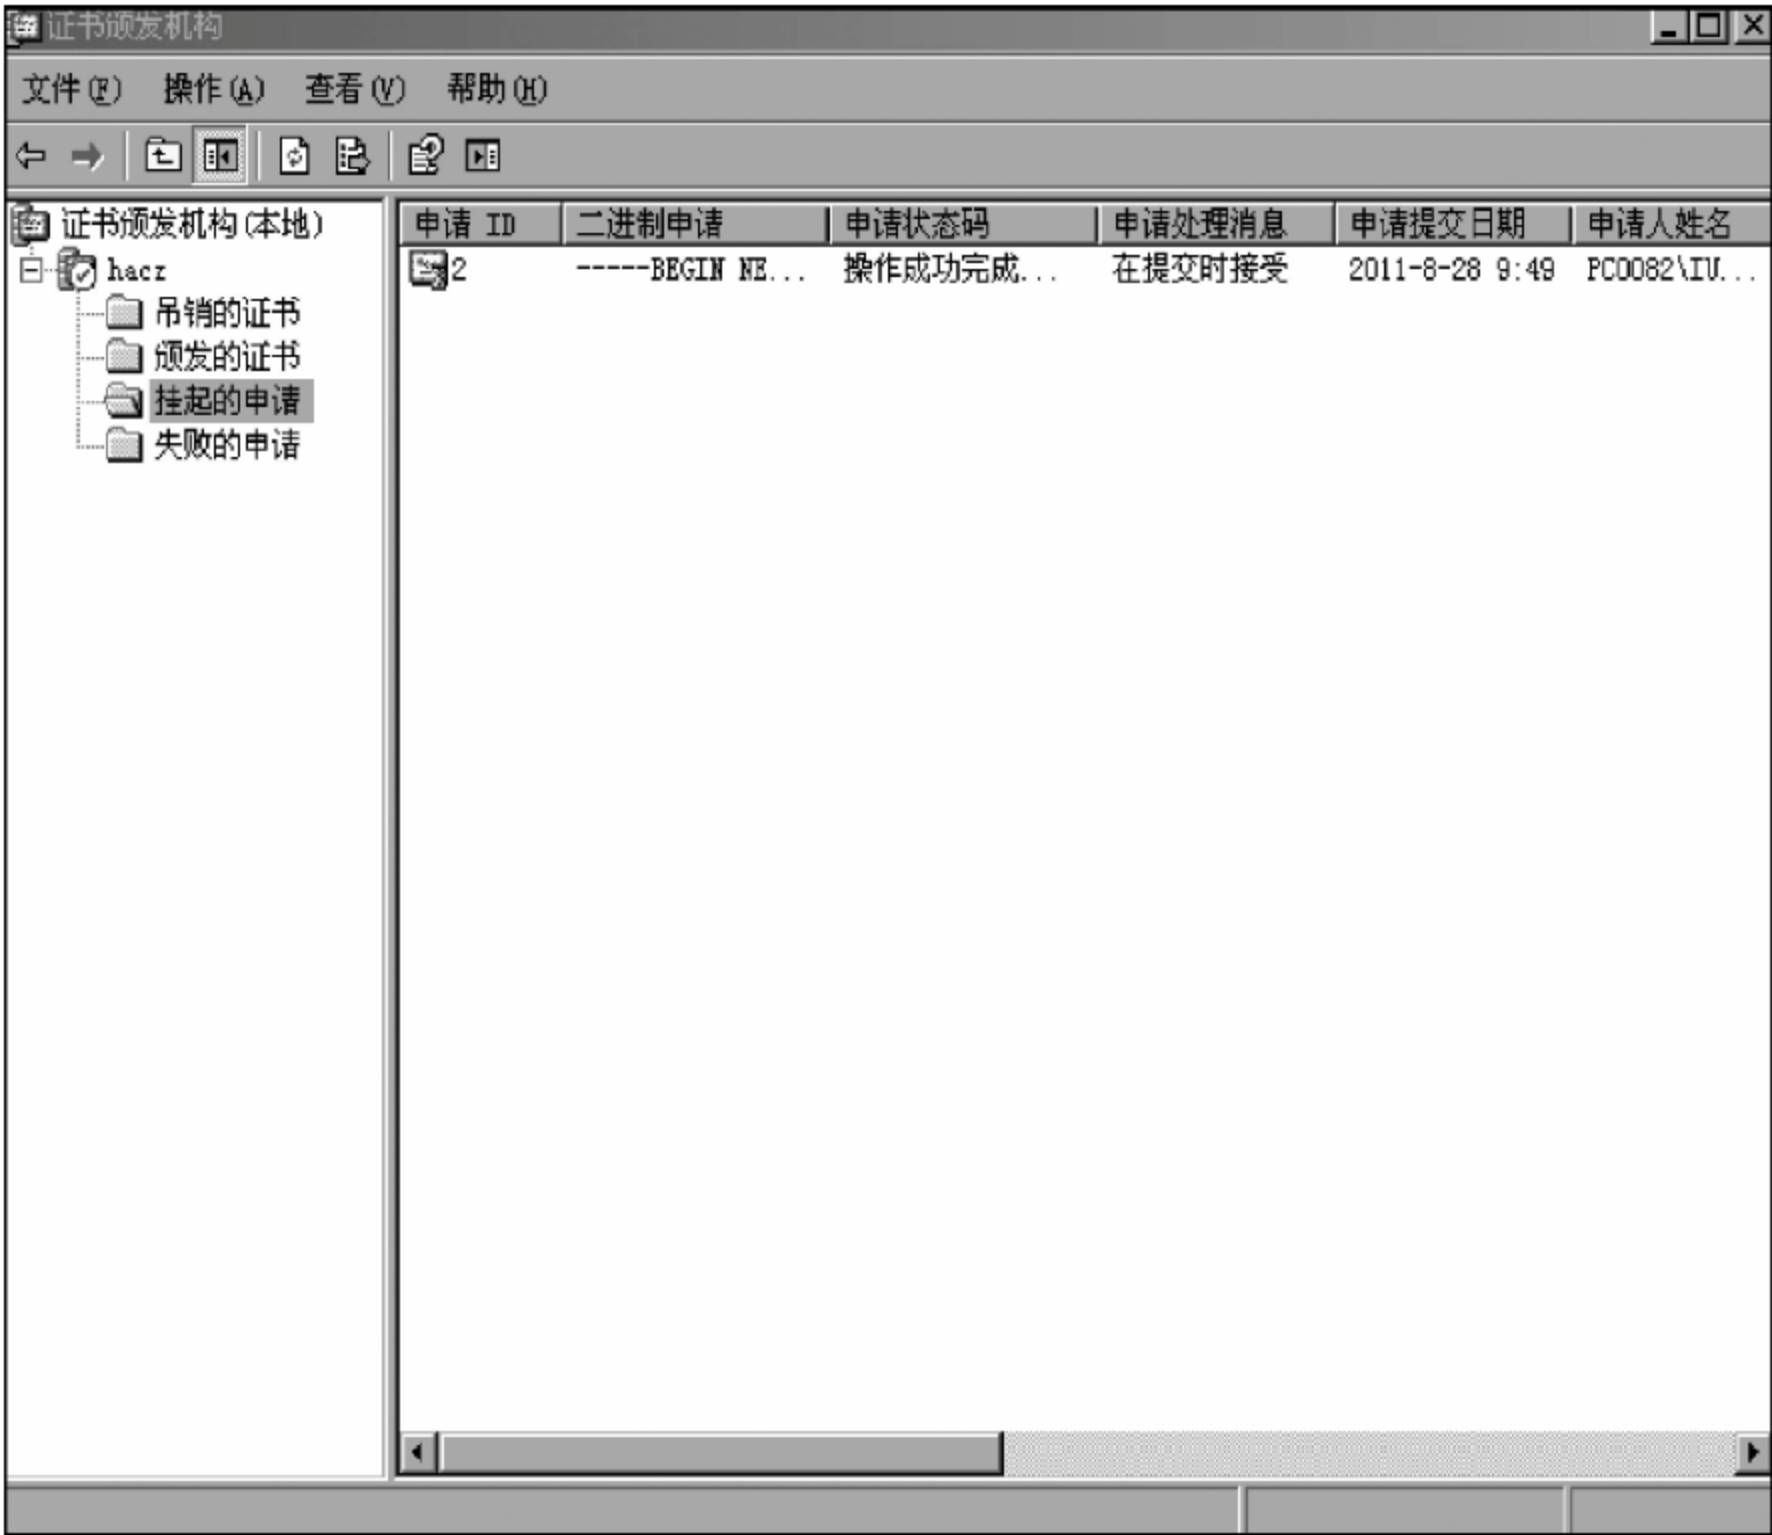 证书颁发机构
文件(F) 操作(A) 查看(V) 帮助(H)
证书颁发机构(本地)
hacz
吊销的证书
颁发的证书
挂起的申请
失败的申请
申请 ID 二进制申请 申请状态码 申请处理消息 申请提交日期 申请人姓名
2 -----BEGIN NE... 操作成功完成... 在提交时接受 2011-8-28 9:49 PC0082\IU...